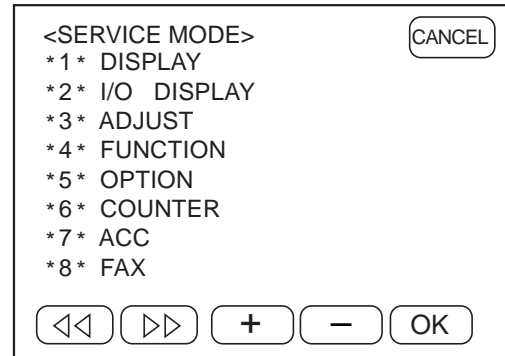 <SERVICE MODE>
CANCEL
*1* DISPLAY
*2* I/O DISPLAY
*3* ADJUST
*4* FUNCTION
*5* OPTION
*6* COUNTER
*7* ACC
*8* FAX
+ − OK